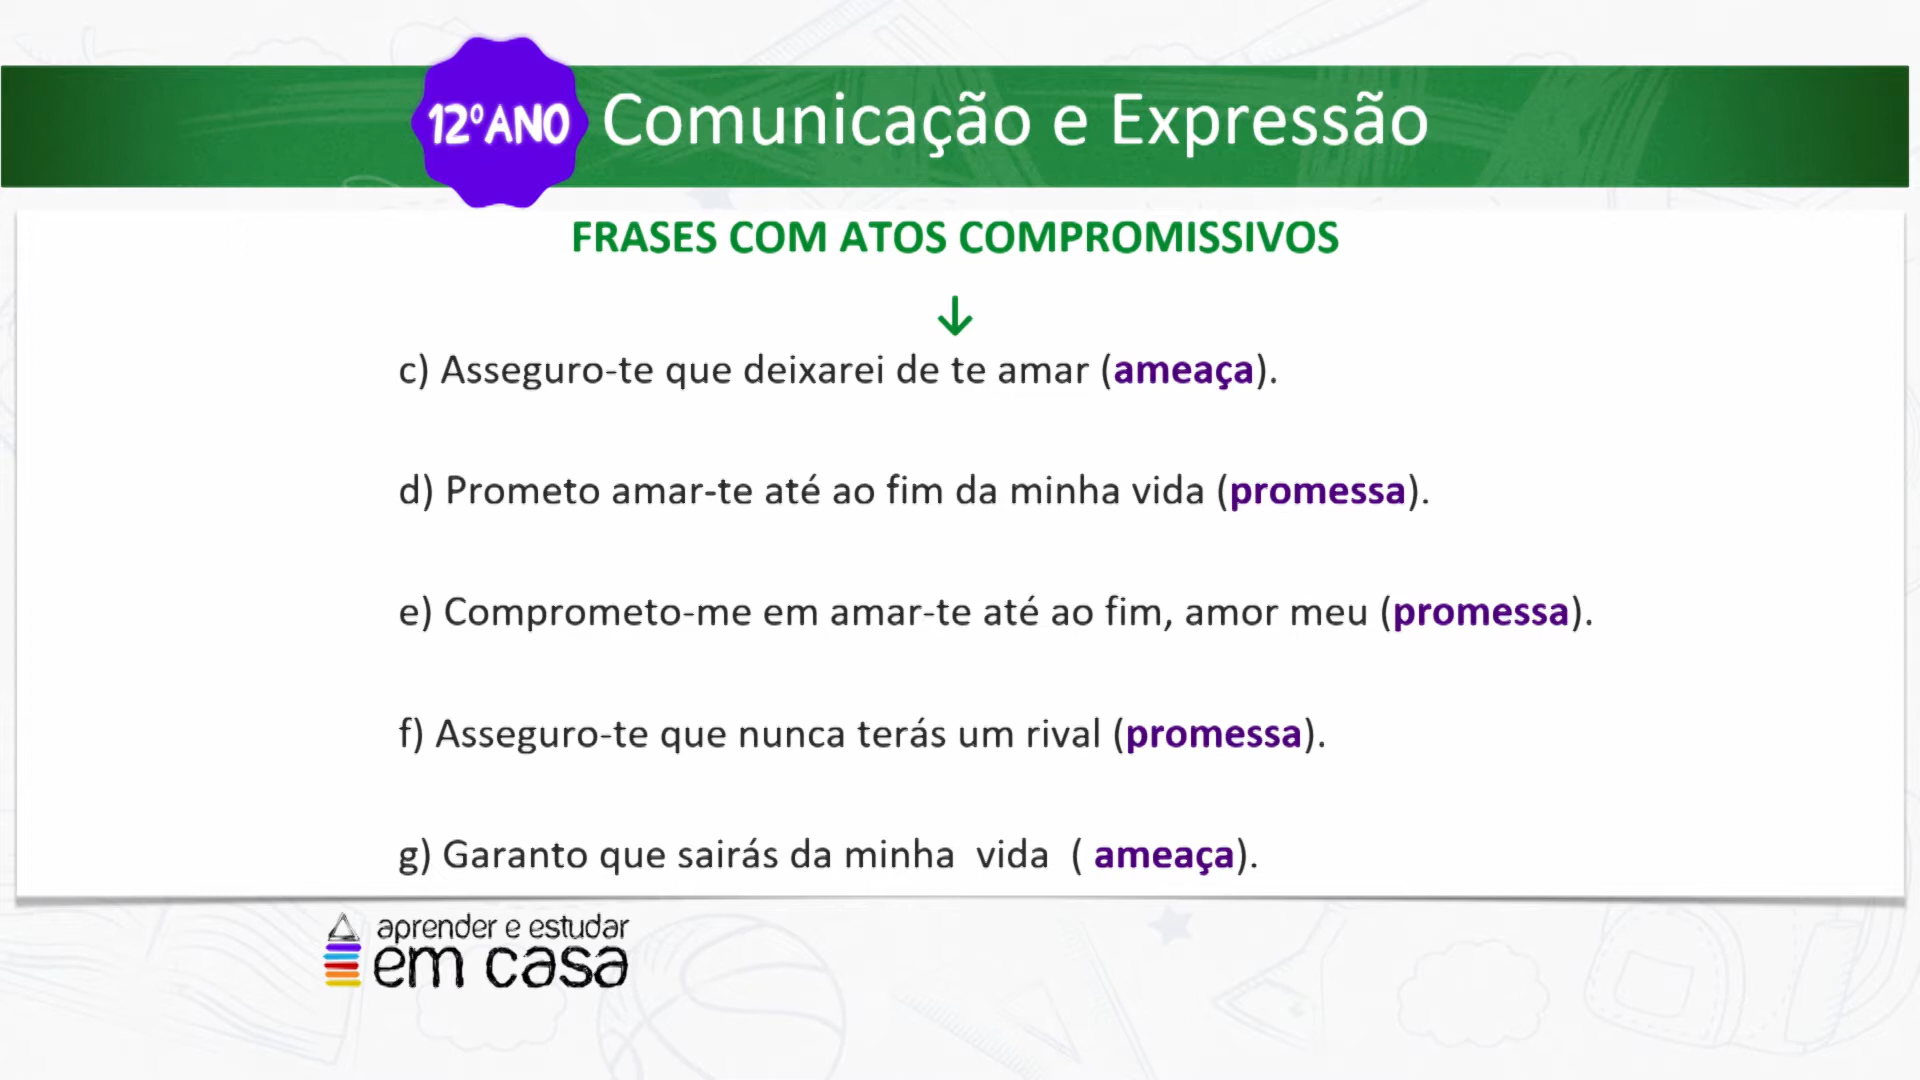 12ºANO Comunicação e Expressão
FRASES COM ATOS COMPROMISSIVOS
↓
c) Asseguro-te que deixarei de te amar (ameaça).
d) Prometo amar-te até ao fim da minha vida (promessa).
e) Comprometo-me em amar-te até ao fim, amor meu (promessa).
f) Asseguro-te que nunca terás um rival (promessa).
g) Garanto que sairás da minha  vida  ( ameaça).
aprender e estudar
em casa